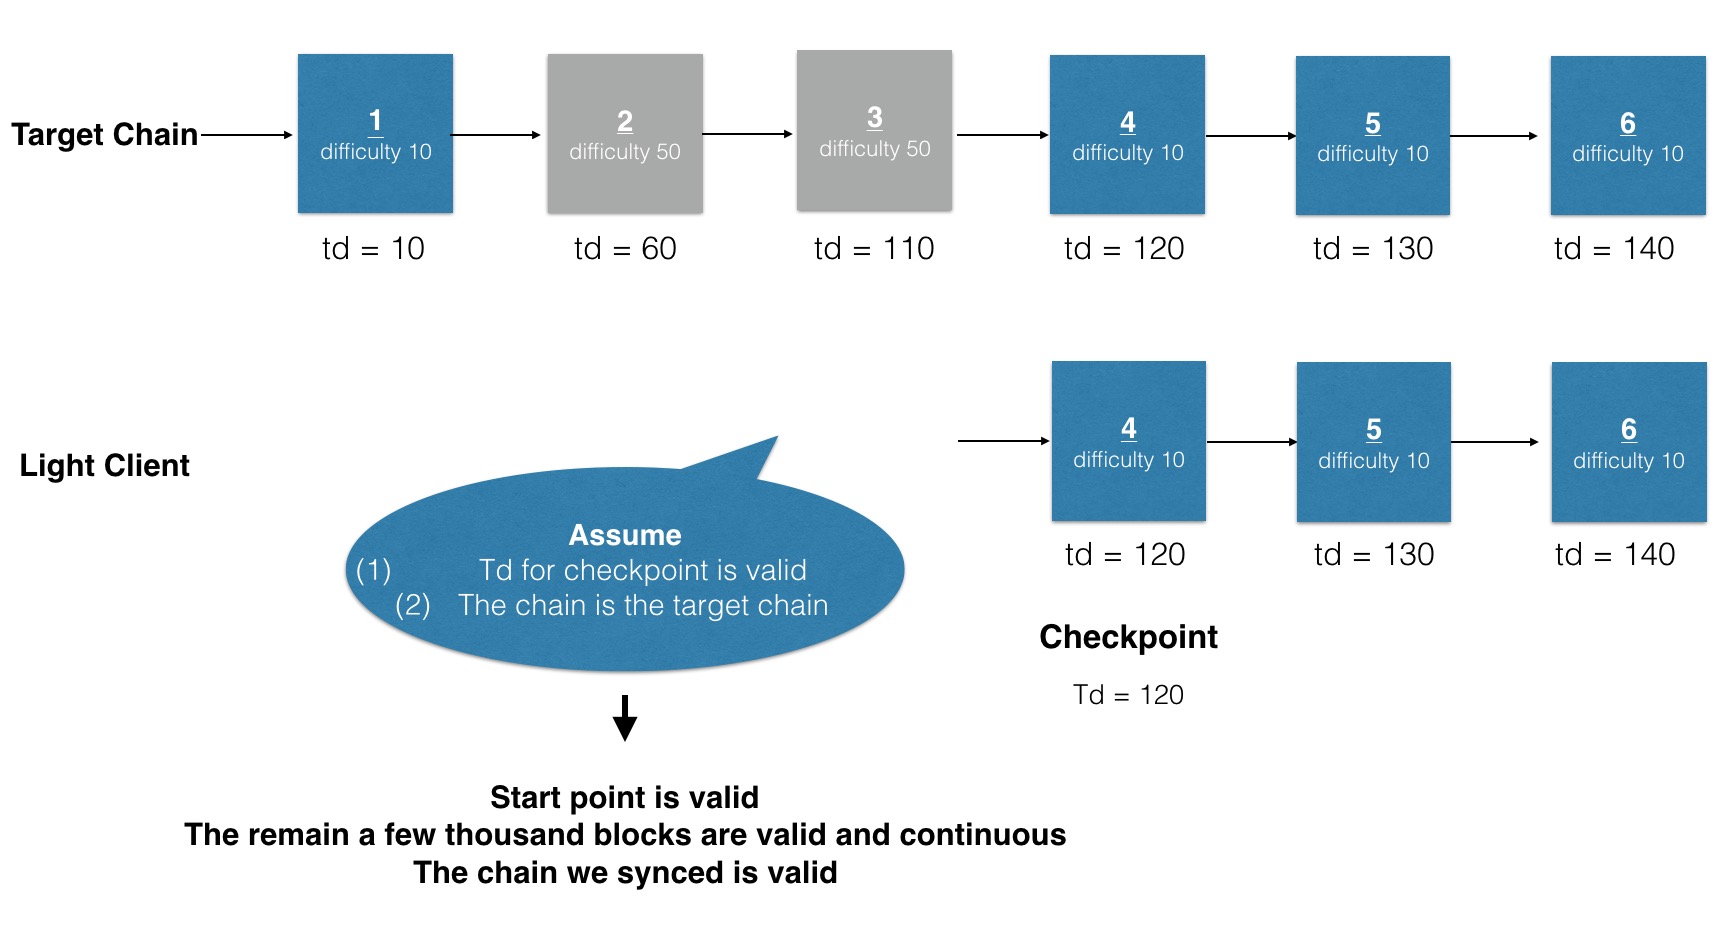 Target Chain
1
difficulty 10
td = 10
2
difficulty 50
td = 60
3
difficulty 50
td = 110
4
difficulty 10
td = 120
5
difficulty 10
td = 130
6
difficulty 10
td = 140
Light Client
4
difficulty 10
td = 120
5
difficulty 10
td = 130
6
difficulty 10
td = 140
Assume
(1) Td for checkpoint is valid
(2) The chain is the target chain
Checkpoint
Td = 120
Start point is valid
The remain a few thousand blocks are valid and continuous
The chain we synced is valid